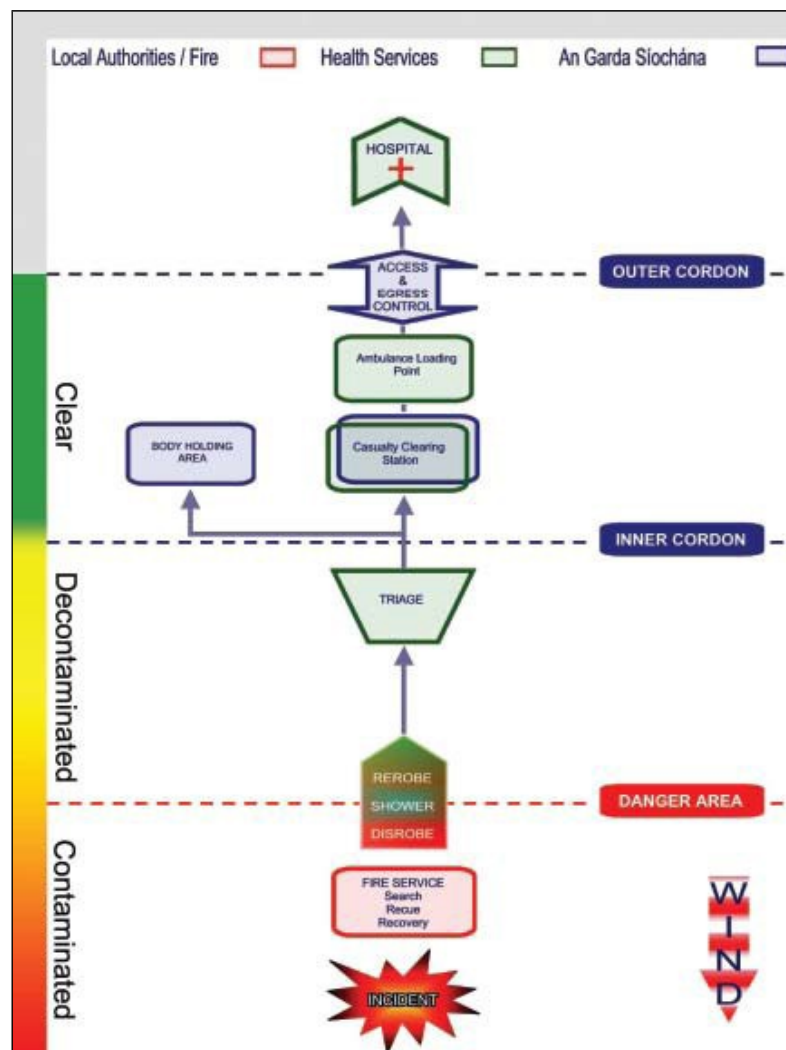 Local Authorities / Fire
Health Services
An Garda Síochána
HOSPITAL
ACCESS
&
EGRESS
CONTROL
OUTER CORDON
Ambulance Loading
Point
Clear
BODY HOLDING
AREA
Casualty Clearing
Station
INNER CORDON
Decontaminated
TRIAGE
REROBE
SHOWER
DISROBE
DANGER AREA
Contaminated
FIRE SERVICE
Search
Recue
Recovery
WIND
INCIDENT